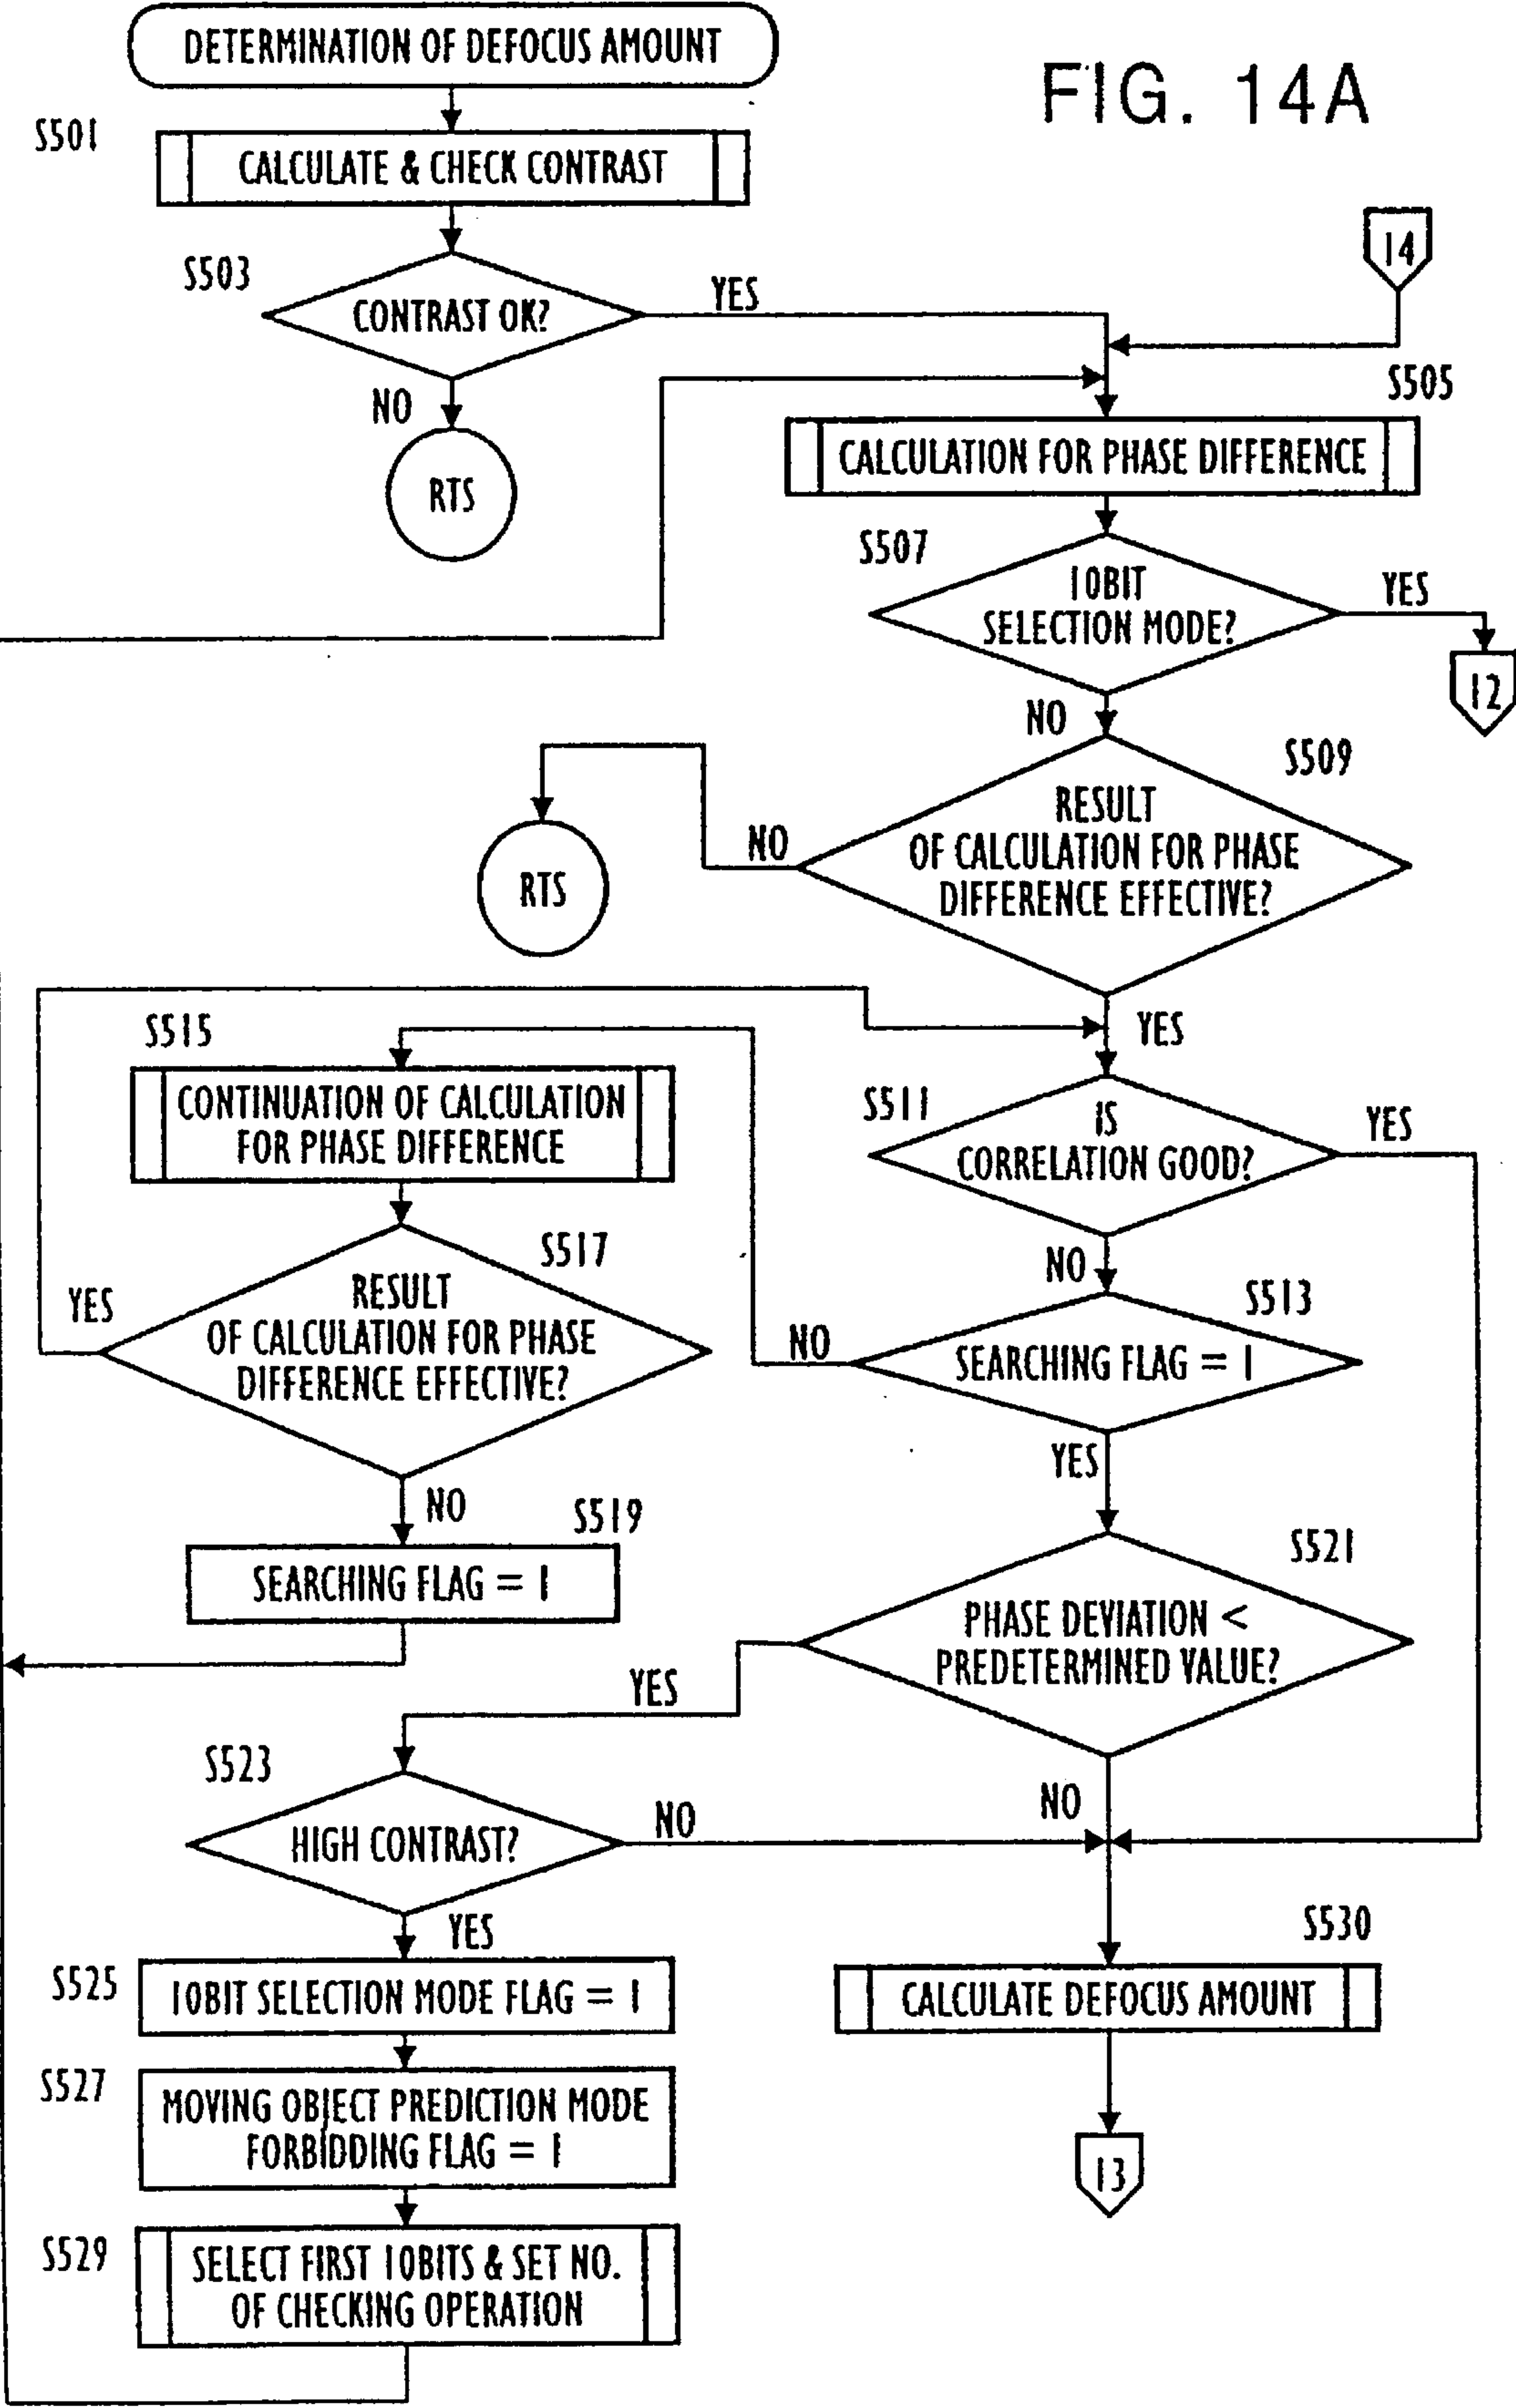 DETERMINATION OF DEFOCUS AMOUNT
FIG. 14A
S501
CALCULATE & CHECK CONTRAST
14
S503
CONTRAST OK?
YES
NO
RTS
S505
CALCULATION FOR PHASE DIFFERENCE
S507
10BIT
SELECTION MODE?
YES
12
NO
S509
RESULT
OF CALCULATION FOR PHASE
DIFFERENCE EFFECTIVE?
NO
RTS
YES
S515
CONTINUATION OF CALCULATION
FOR PHASE DIFFERENCE
S511
IS
CORRELATION GOOD?
YES
NO
S517
RESULT
OF CALCULATION FOR PHASE
DIFFERENCE EFFECTIVE?
YES
S513
SEARCHING FLAG = 1
NO
YES
NO
S519
SEARCHING FLAG = 1
S521
PHASE DEVIATION <
PREDETERMINED VALUE?
YES
NO
S523
HIGH CONTRAST?
NO
YES
S525
10BIT SELECTION MODE FLAG = 1
S530
CALCULATE DEFOCUS AMOUNT
S527
MOVING OBJECT PREDICTION MODE
FORBIDDING FLAG = 1
13
S529
SELECT FIRST 10BITS & SET NO.
OF CHECKING OPERATION